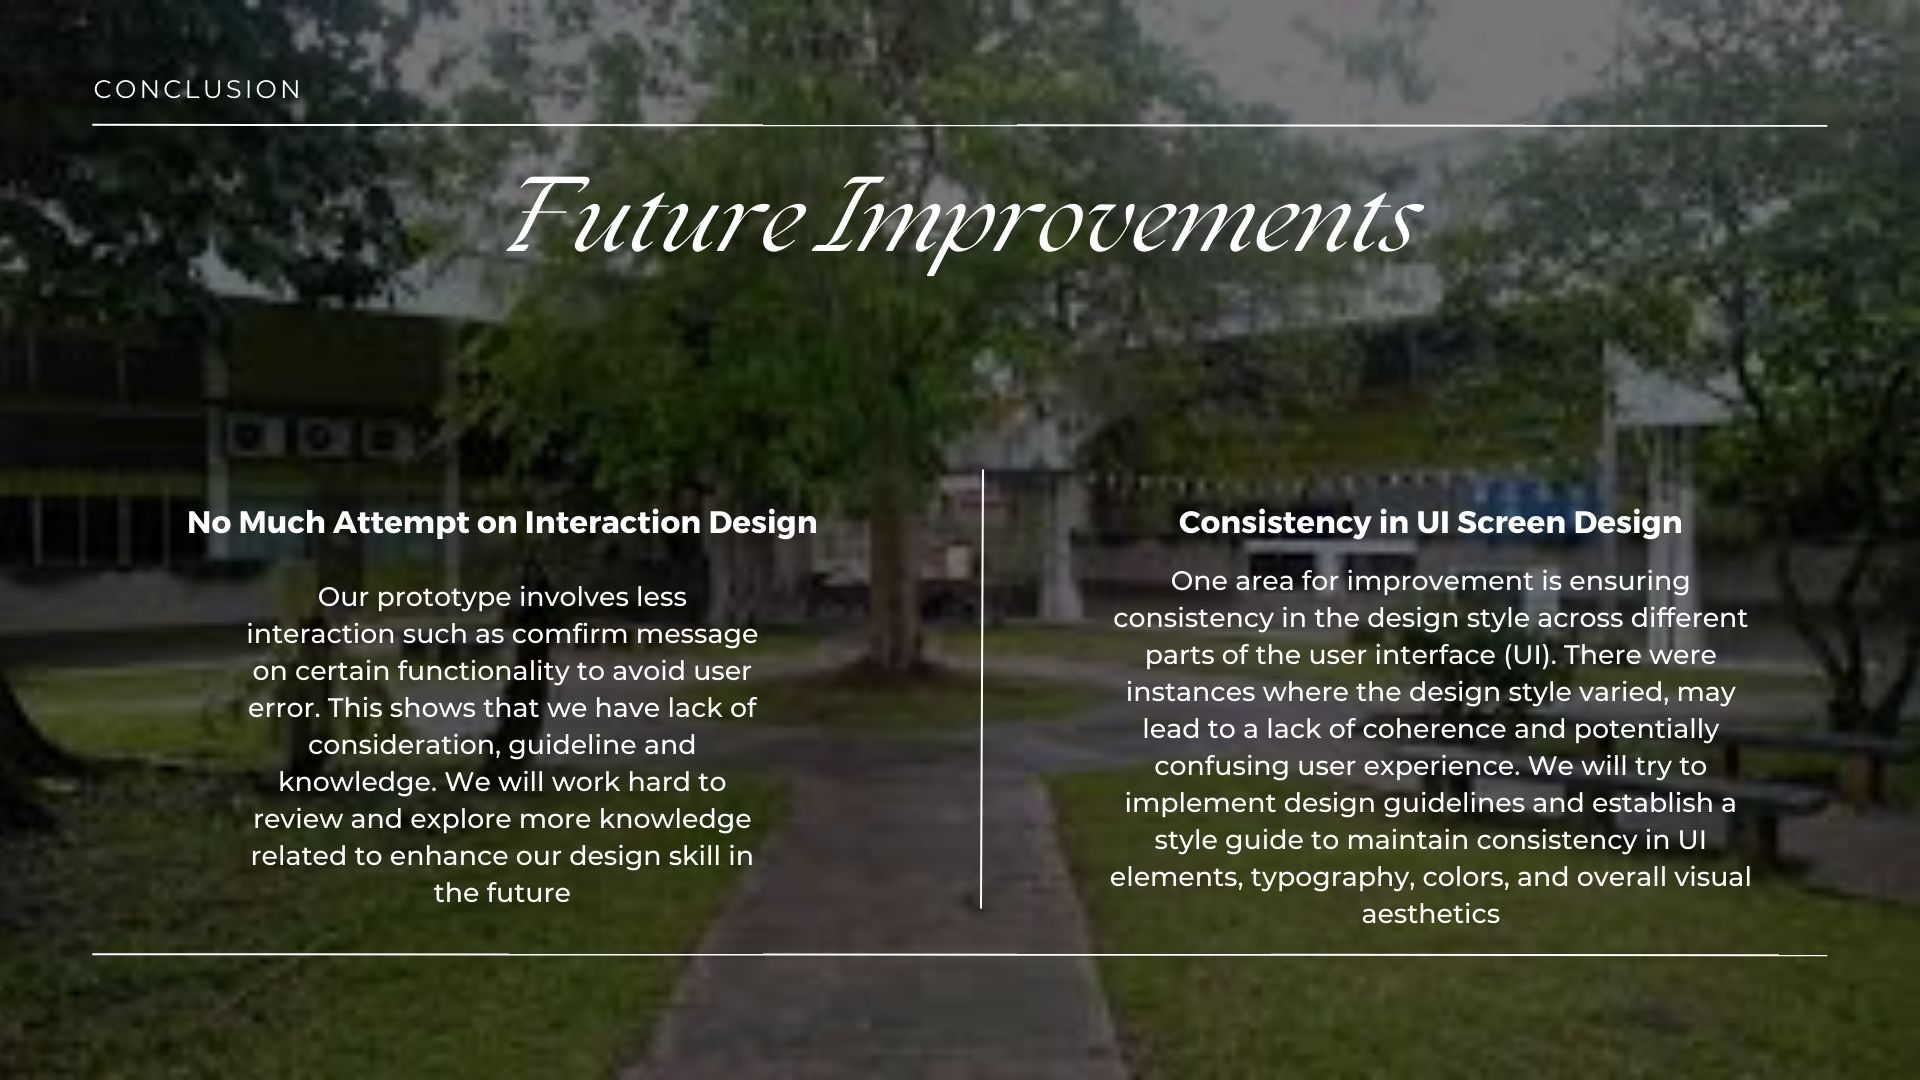 CONCLUSION
Future Improvements
No Much Attempt on Interaction Design
Our prototype involves less
interaction such as comfirm message
on certain functionality to avoid user
error. This shows that we have lack of
consideration, guideline and
knowledge. We will work hard to
review and explore more knowledge
related to enhance our design skill in
the future
Consistency in UI Screen Design
One area for improvement is ensuring
consistency in the design style across different
parts of the user interface (UI). There were
instances where the design style varied, may
lead to a lack of coherence and potentially
confusing user experience. We will try to
implement design guidelines and establish a
style guide to maintain consistency in UI
elements, typography, colors, and overall visual
aesthetics